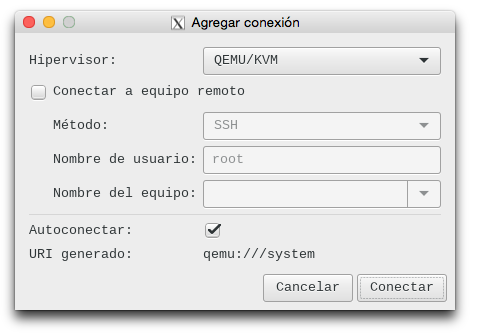 Agregar conexión
Hipervisor: QEMU/KVM
Conectar a equipo remoto
Método: SSH
Nombre de usuario: root
Nombre del equipo:
Autoconectar:
URI generado: qemu:///system
Cancelar Conectar